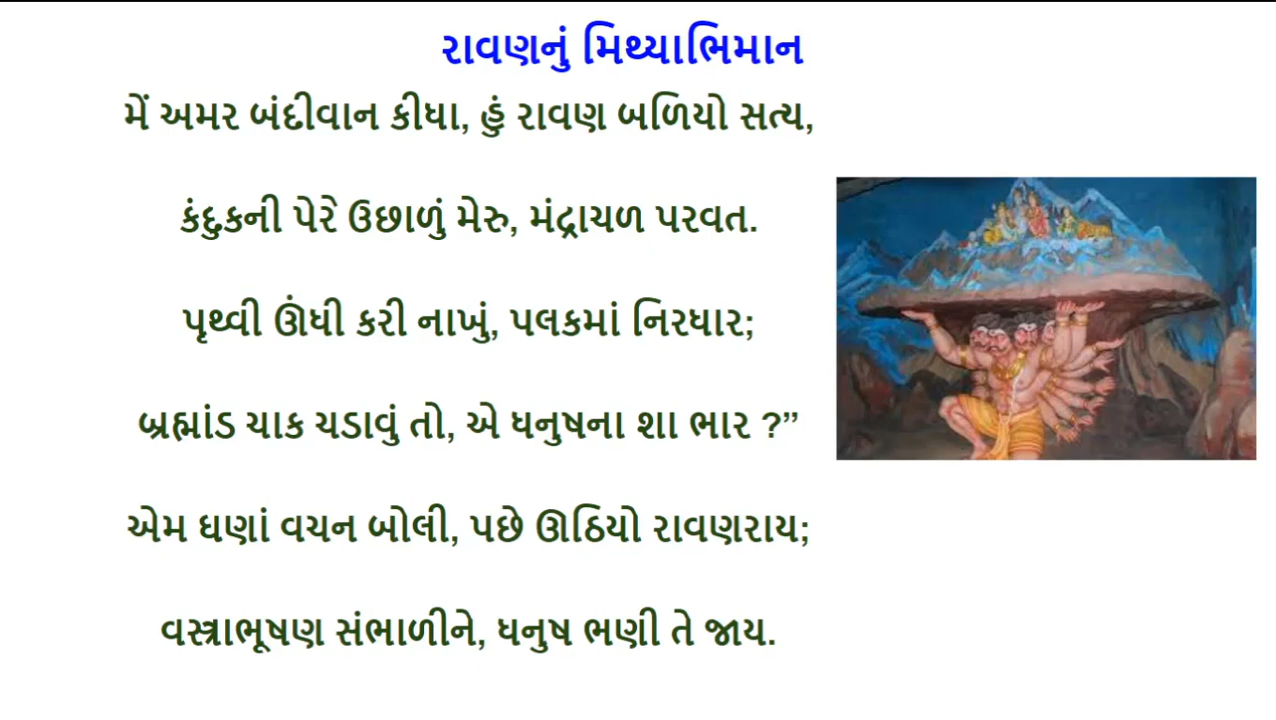 રાવણનું મિથ્યાભિમાન
મેં અમર બંદીવાન કીધા, હું રાવણ બળિયો સત્ય,
કંદુકની પેરે ઉછાળું મેરુ, મંદ્રાચળ પરવત.
પૃથ્વી ઊંધી કરી નાખું, પલકમાં નિરધાર;
બ્રહ્માંડ ચાક ચડાવું તો, એ ધનુષના શા ભાર ?”
એમ ઘણાં વચન બોલી, પછે ઊઠિયો રાવણરાય;
વસ્ત્રાભૂષણ સંભાળીને, ધનુષ ભણી તે જાય.